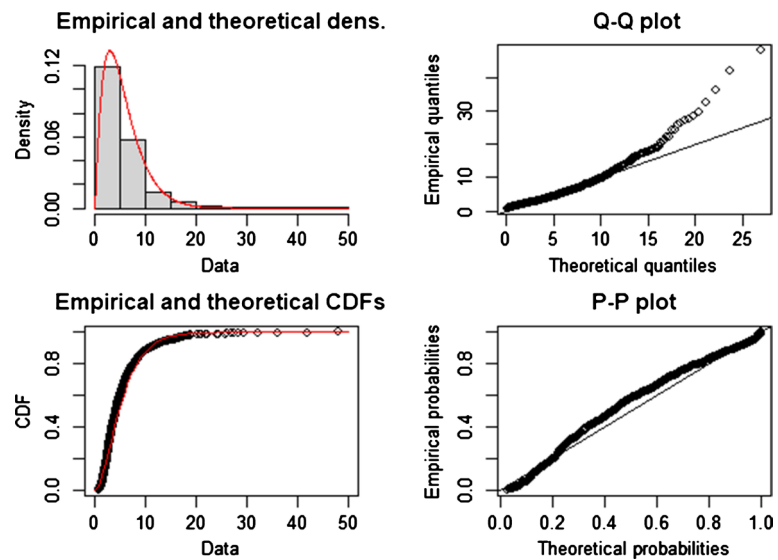 Empirical and theoretical dens.
Density
0.00
0.06
0.12
0 10 20 30 40 50
Data
Q-Q plot
Empirical quantiles
0
10
30
0 5 10 15 20 25
Theoretical quantiles
Empirical and theoretical CDFs
CDF
0.0
0.4
0.8
0 10 20 30 40 50
Data
P-P plot
Empirical probabilities
0.0
0.4
0.8
0.0 0.2 0.4 0.6 0.8 1.0
Theoretical probabilities